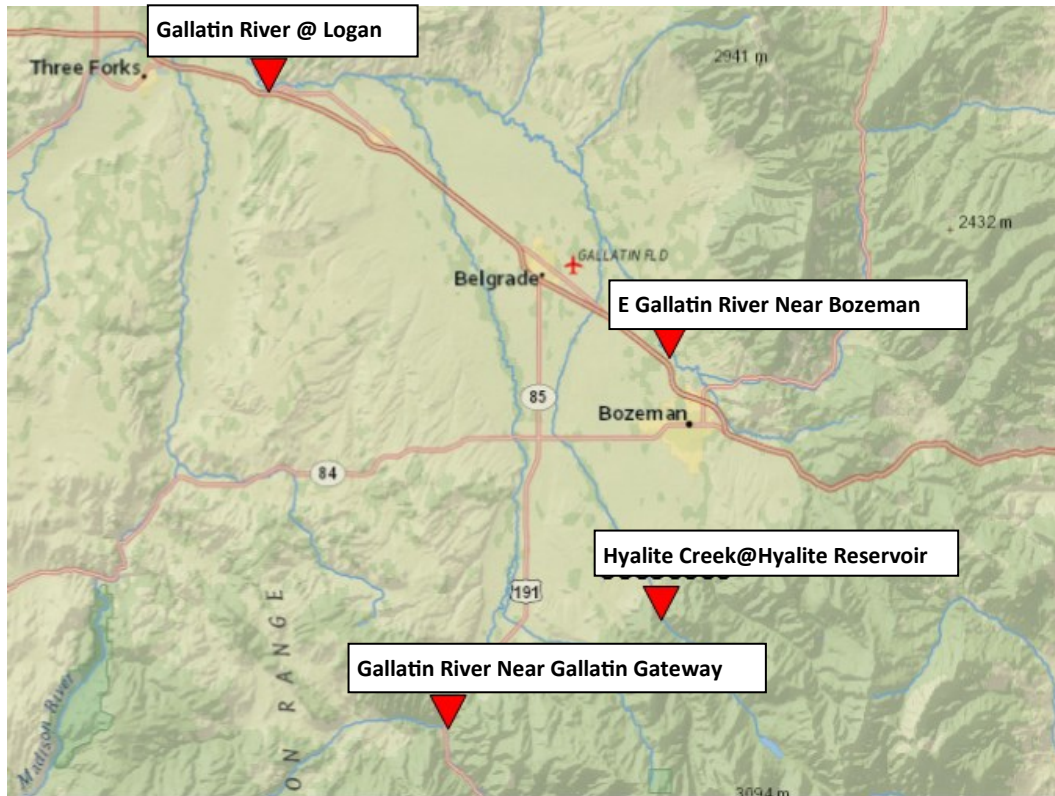 Gallatin River @ Logan
2941 m
Three Forks
2432 m
GALLATIN FLD
Belgrade
E Gallatin River Near Bozeman
85
Bozeman
84
Hyalite Creek@Hyalite Reservoir
191
ON RANGE
Gallatin River Near Gallatin Gateway
Madison River
3094 m